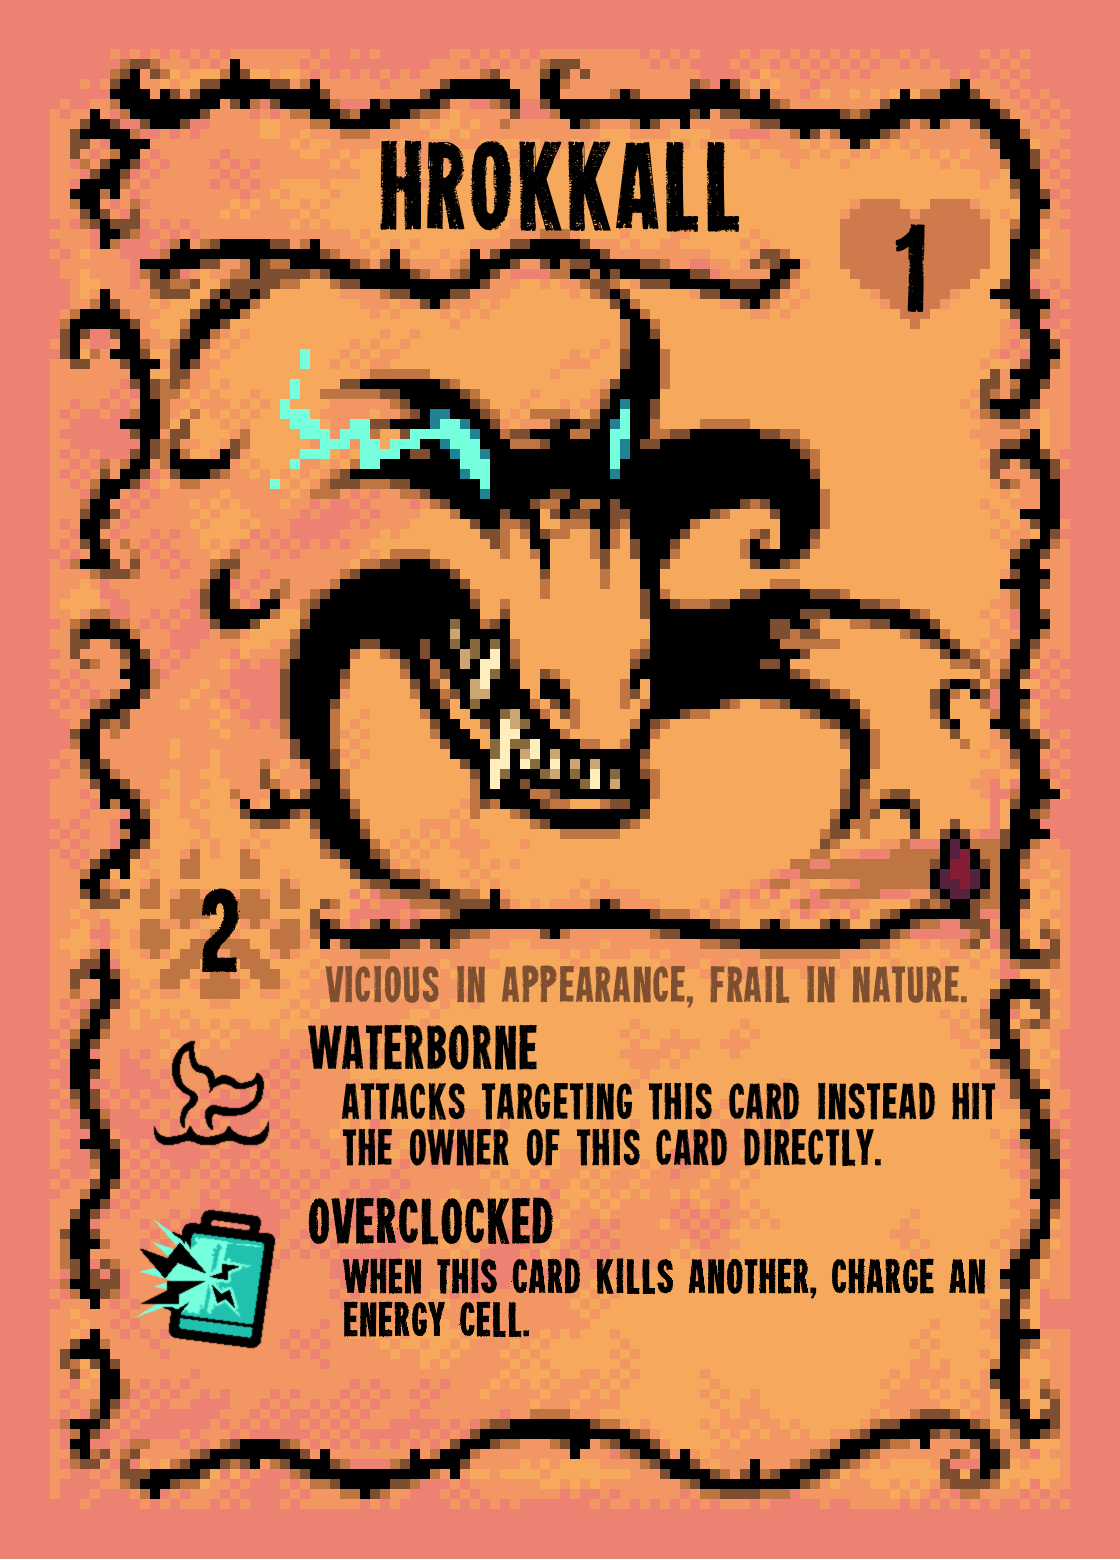 HROKKALL
1
2
VICIOUS IN APPEARANCE, FRAIL IN NATURE.
WATERBORNE
ATTACKS TARGETING THIS CARD INSTEAD HIT
THE OWNER OF THIS CARD DIRECTLY.
OVERCLOCKED
WHEN THIS CARD KILLS ANOTHER, CHARGE AN
ENERGY CELL.